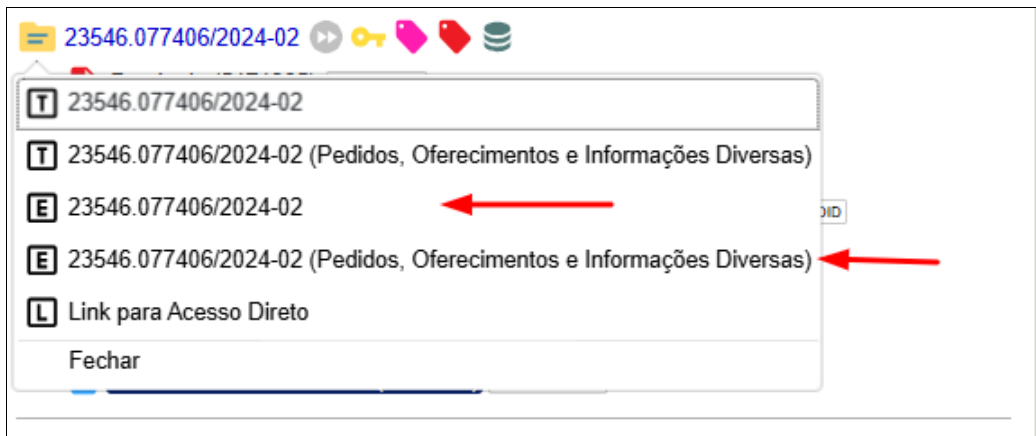 23546.077406/2024-02
T 23546.077406/2024-02
T 23546.077406/2024-02 (Pedidos, Oferecimentos e Informações Diversas)
E 23546.077406/2024-02
E 23546.077406/2024-02 (Pedidos, Oferecimentos e Informações Diversas)
L Link para Acesso Direto
Fechar